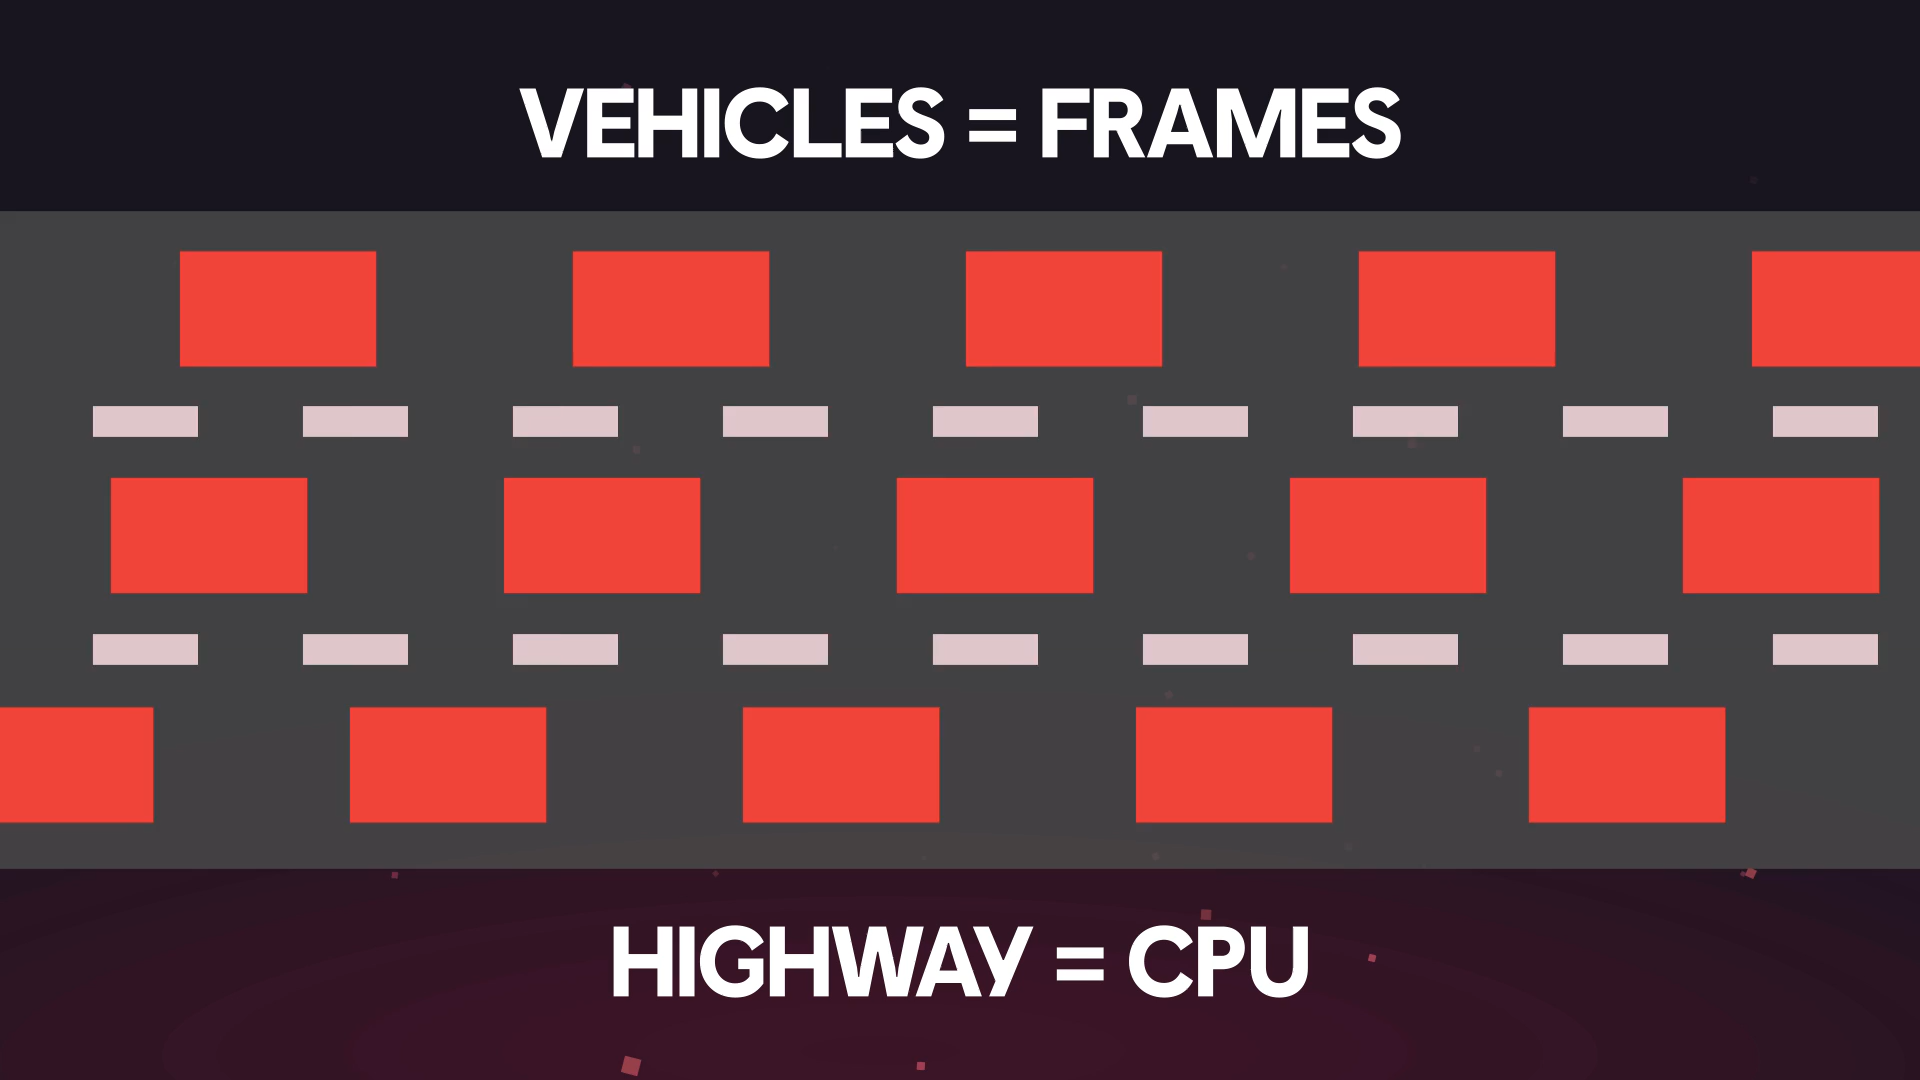 VEHICLES = FRAMES
HIGHWAY = CPU